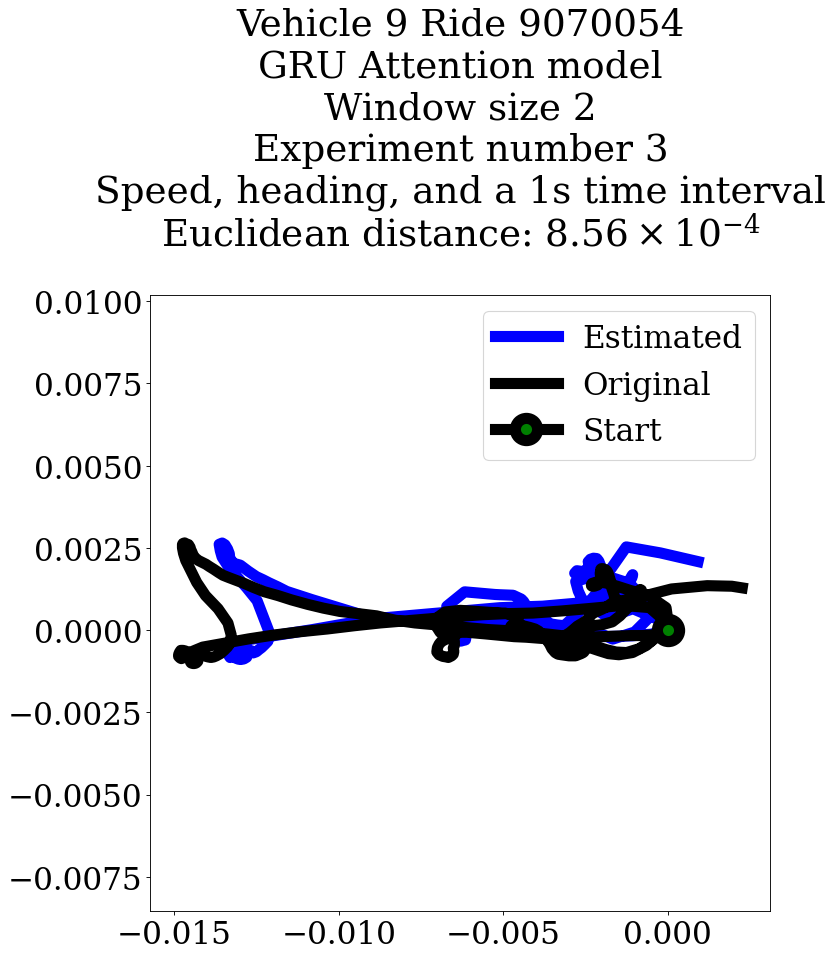 Vehicle 9 Ride 9070054
GRU Attention model
Window size 2
Experiment number 3
Speed, heading, and a 1s time interval
Euclidean distance: 8.56 × 10⁻⁴
0.0100
0.0075
0.0050
0.0025
0.0000
−0.0025
−0.0050
−0.0075
Estimated
Original
Start
−0.015
−0.010
−0.005
0.000